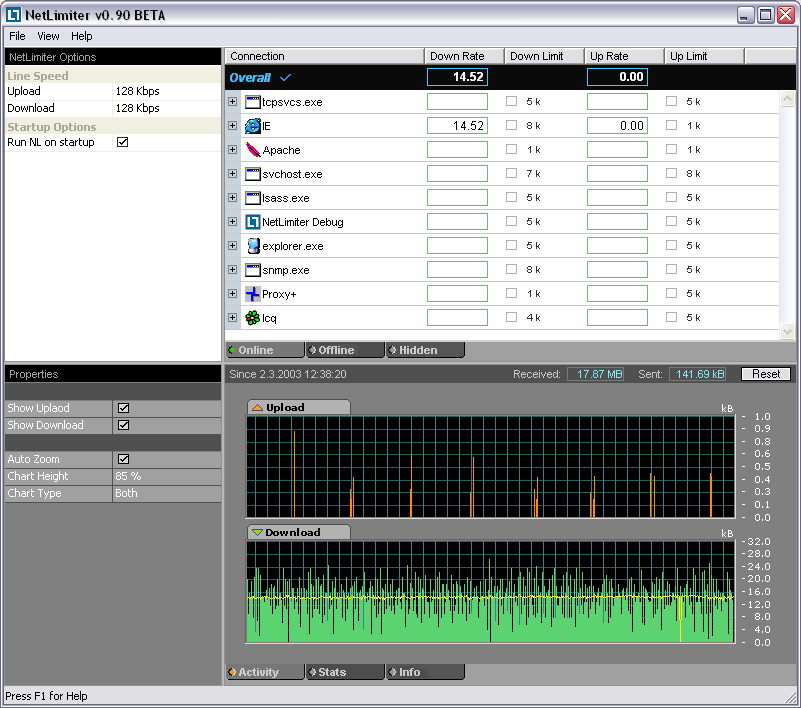 NetLimiter v0.90 BETA
File View Help
NetLimiter Options
Line Speed
Upload 128 Kbps
Download 128 Kbps
Startup Options
Run NL on startup
Connection Down Rate Down Limit Up Rate Up Limit
Overall 14.52 0.00
tcpsvcs.exe 5 k 5 k
IE 14.52 8 k 0.00 1 k
Apache 1 k 1 k
svchost.exe 7 k 8 k
lsass.exe 5 k 5 k
NetLimiter Debug 5 k 5 k
explorer.exe 5 k 5 k
snmp.exe 8 k 8 k
Proxy+ 1 k 5 k
Icq 4 k 5 k
Online Offline Hidden
Properties
Show Uplaod
Show Download
Auto Zoom
Chart Height 85 %
Chart Type Both
Since 2.3.2003 12:38:20 Received: 17.87 MB Sent: 141.69 kB Reset
Upload kB
1.0
0.9
0.8
0.6
0.5
0.4
0.3
0.1
0.0
Download kB
32.0
28.0
24.0
20.0
16.0
12.0
8.0
4.0
0.0
Activity Stats Info
Press F1 for Help